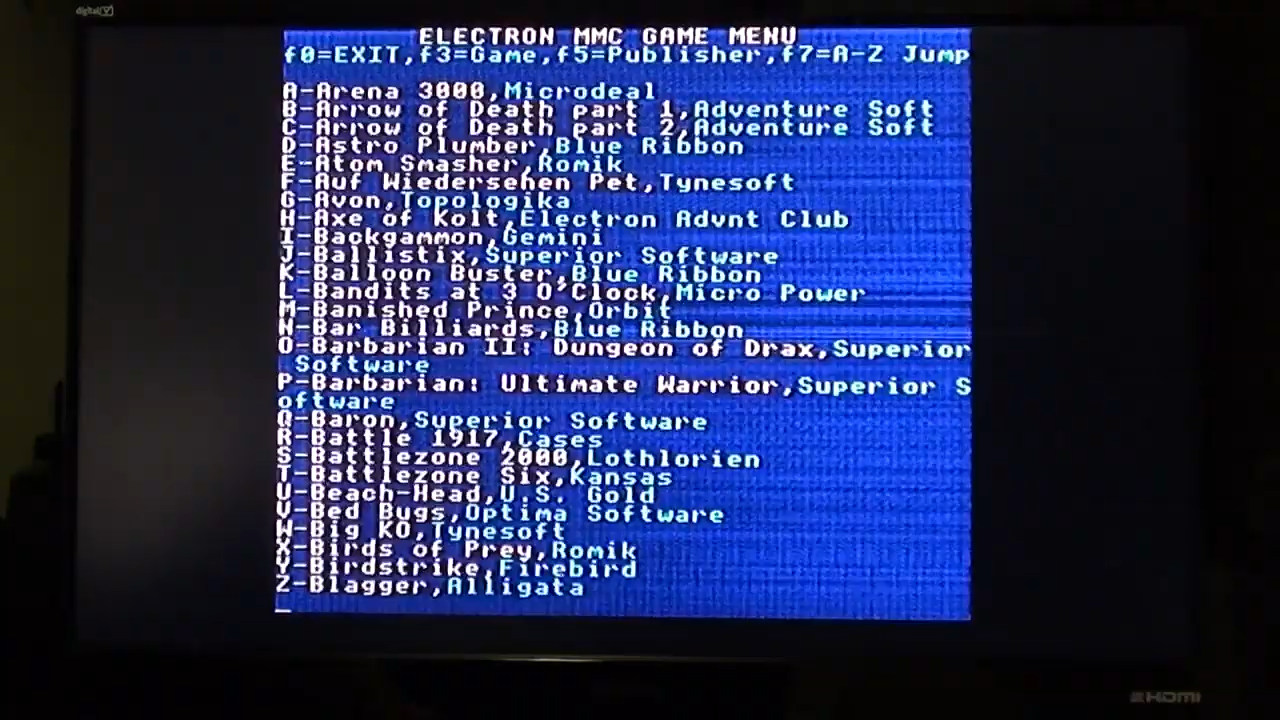 digital
ELECTRON MMC GAME MENU
f0=EXIT,f3=Game,f5=Publisher,f7=A-Z Jump
A-Arena 3000,Microdeal
B-Arrow of Death part 1,Adventure Soft
C-Arrow of Death part 2,Adventure Soft
D-Astro Plumber,Blue Ribbon
E-Atom Smasher,Romik
F-Auf Wiedersehen Pet,Tynesoft
G-Avon,Topologika
H-Axe of Kolt,Electron Advnt Club
I-Backgammon,Gemini
J-Ballistix,Superior Software
K-Balloon Buster,Blue Ribbon
L-Bandits at 3 O'Clock,Micro Power
M-Banished Prince,Orbit
N-Bar Billiards,Blue Ribbon
O-Barbarian II: Dungeon of Drax,Superior
Software
P-Barbarian: Ultimate Warrior,Superior S
oftware
Q-Baron,Superior Software
R-Battle 1917,Cases
S-Battlezone 2000,Lothlorien
T-Battlezone Six,Kansas
U-Beach-Head,U.S. Gold
V-Bed Bugs,Optima Software
W-Big KO,Tynesoft
X-Birds of Prey,Romik
Y-Birdstrike,Firebird
Z-Blagger,Alligata
HDMI